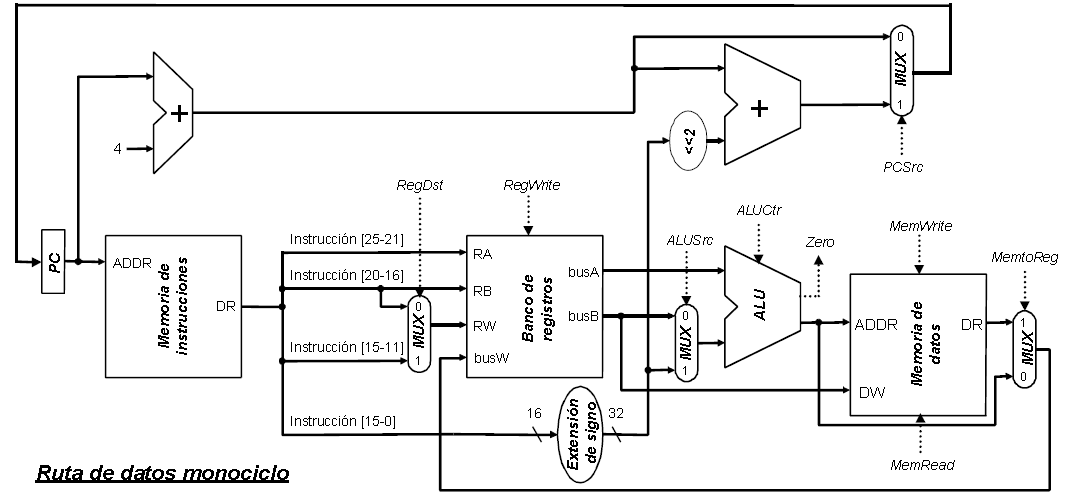 0
MUX
1
+
+
4
<<2
PCSrc
RegDst
RegWrite
ALUCtr
ALUSrc
Zero
MemWrite
MemtoReg
PC
ADDR
Memoria de
instrucciones
DR
Instrucción [25-21]
Instrucción [20-16]
Instrucción [15-11]
Instrucción [15-0]
0
MUX
1
RA
RB
RW
busW
Banco de
registros
busA
busB
0
MUX
1
ALU
ADDR
DW
Memoria de
datos
DR
1
MUX
0
16
Extensión
de signo
32
MemRead
Ruta de datos monociclo